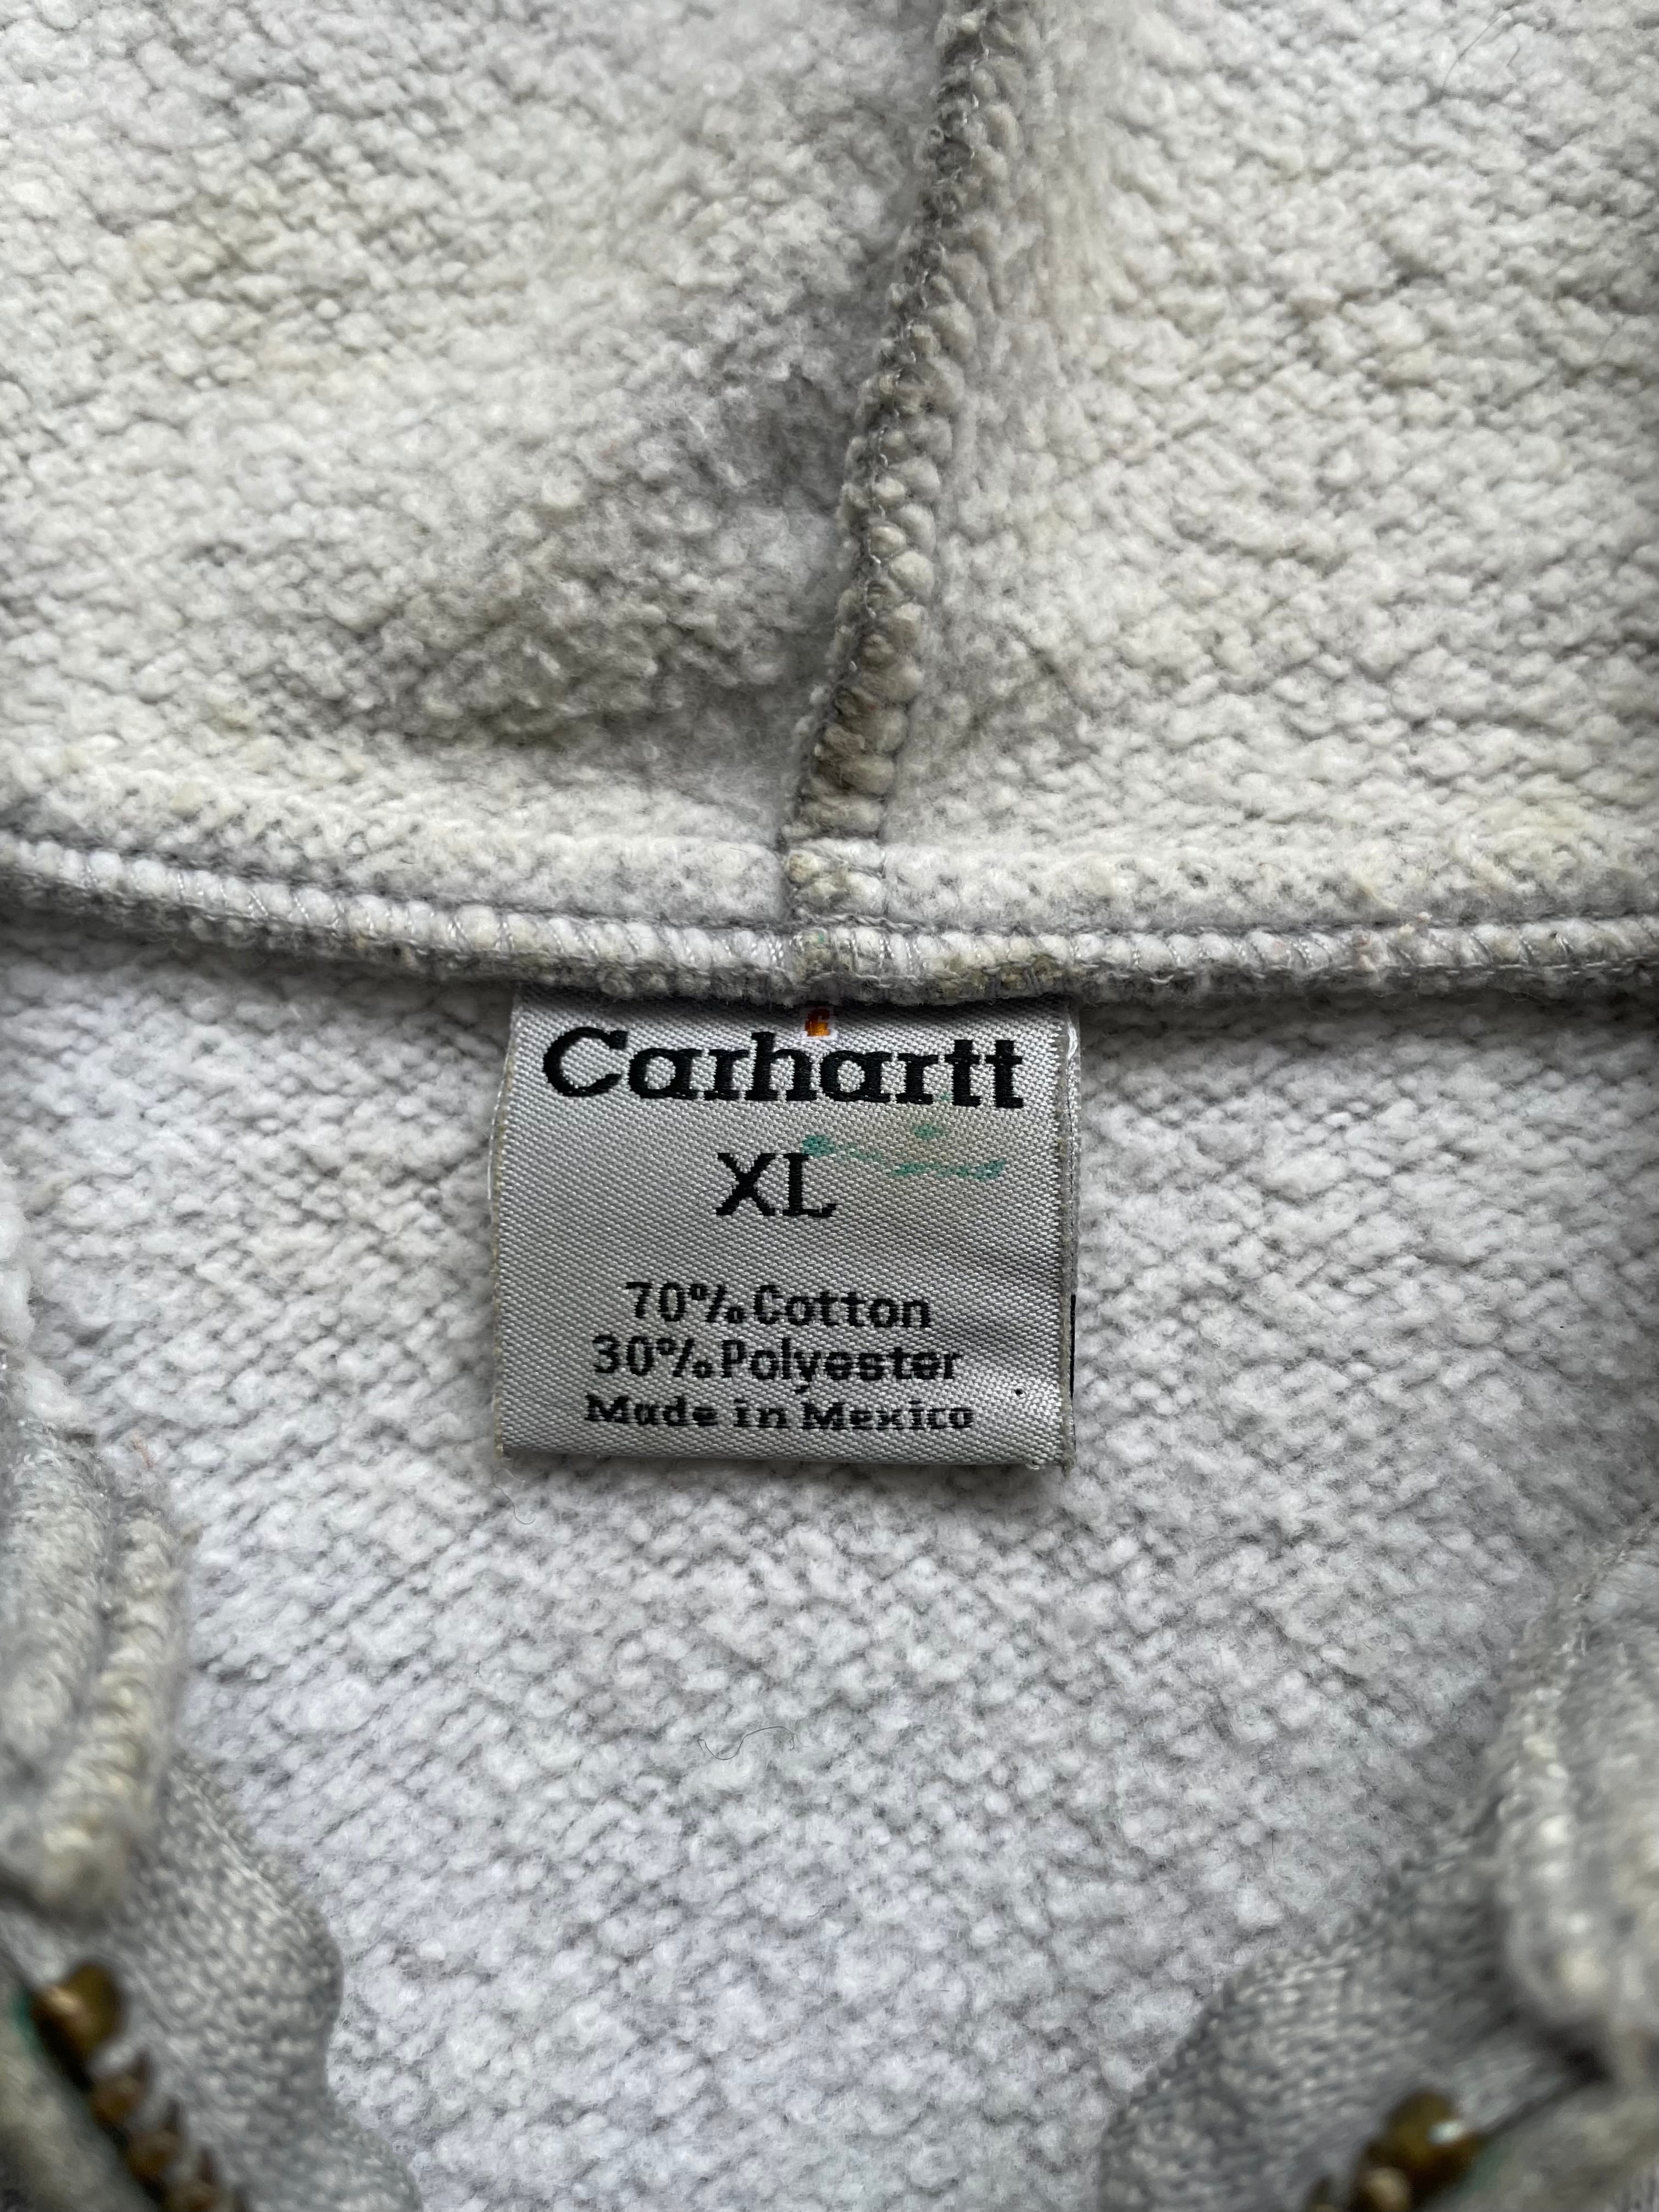 Carhartt
XL
70% Cotton
30% Polyester
Made in Mexico